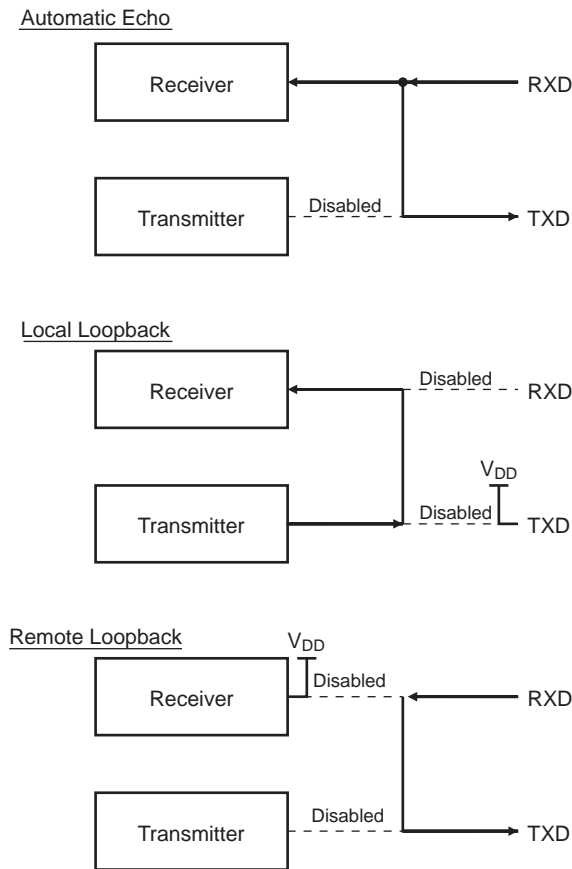 Automatic Echo
Receiver
RXD
Transmitter
Disabled
TXD
Local Loopback
Receiver
Disabled
RXD
VDD
Transmitter
Disabled
TXD
Remote Loopback
VDD
Receiver
Disabled
RXD
Transmitter
Disabled
TXD